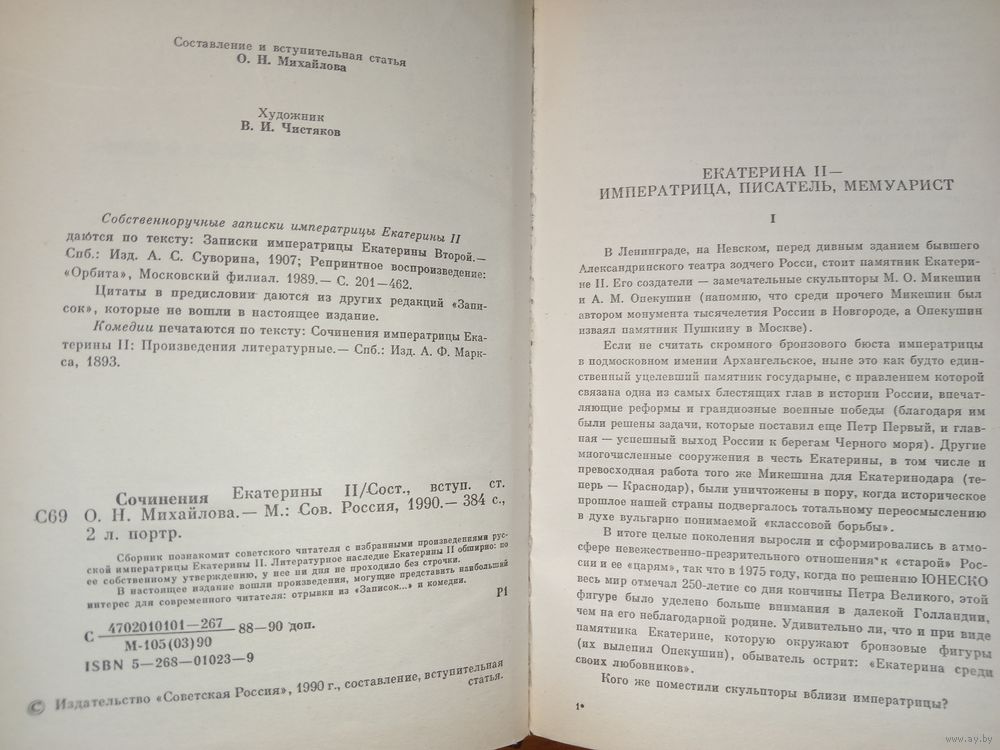 Составление и вступительная статья
О. Н. Михайлова
Художник
В. И. Чистяков
Собственноручные записки императрицы Екатерины II
даются по тексту: Записки императрицы Екатерины Второй.—
Спб.: Изд. А. С. Суворина, 1907; Репринтное воспроизведение:
«Орбита», Московский филиал. 1989.— С. 201—462.
Цитаты в предисловии даются из других редакций «Запи-
сок», которые не вошли в настоящее издание.
Комедии печатаются по тексту: Сочинения императрицы Ека-
терины II: Произведения литературные.— Спб.: Изд. А. Ф. Марк-
са, 1893.
Сочинения Екатерины II/Сост., вступ. ст.
С69 О. Н. Михайлова.— М.: Сов. Россия, 1990.— 384 с.,
2 л. портр.
Сборник познакомит советского читателя с избранными произведениями рус-
ской императрицы Екатерины II. Литературное наследие Екатерины II обширно: по
ее собственному утверждению, у нее ни дня не проходило без строчки.
В настоящем издании вошли произведения, могущие представить наибольший
интерес для современного читателя: отрывки из «Записок...» и комедии.
С 4702010101—267 88—90 доп. Р1
М-105(03)90
ISBN 5—268—01023—9
© Издательство «Советская Россия», 1990 г., составление, вступительная
статья.
ЕКАТЕРИНА II—
ИМПЕРАТРИЦА, ПИСАТЕЛЬ, МЕМУАРИСТ
I
В Ленинграде, на Невском, перед дивным зданием бывшего
Александринского театра зодчего Росси, стоит памятник Екатери-
не II. Его создатели — замечательные скульпторы М. О. Микешин
и А. М. Опекушин (напомню, что среди прочего Микешин был
автором монумента тысячелетия России в Новгороде, а Опекушин
изваял памятник Пушкину в Москве).
Если не считать скромного бронзового бюста императрицы
в подмосковном имении Архангельское, ныне это как будто един-
ственный уцелевший памятник государыне, с правлением которой
связана одна из самых блестящих глав в истории России, впечат-
ляющие реформы и грандиозные военные победы (благодаря им
были решены задачи, которые поставил еще Петр Первый, и глав-
ная — успешный выход России к берегам Черного моря). Другие
многочисленные сооружения в честь Екатерины, в том числе и
превосходная работа того же Микешина для Екатеринодара (те-
перь — Краснодар), были уничтожены в пору, когда историческое
прошлое нашей страны подвергалось тотальному переосмыслению
в духе вульгарно понимаемой «классовой борьбы».
В итоге целые поколения выросли и сформировались в атмо-
сфере невежественно-презрительного отношения к «старой» Рос-
сии и ее «царям», так что в 1975 году, когда по решению ЮНЕСКО
весь мир отмечал 250-летие со дня кончины Петра Великого, этой
фигуре было уделено больше внимания в далекой Голландии,
чем на его неблагодарной родине. Удивительно ли, что и при виде
памятника Екатерине, которую окружают бронзовые фигуры
(их вылепил Опекушин), обыватель острит: «Екатерина среди
своих любовников».
Кого же поместили скульпторы вблизи императрицы?
1*
www.ay.by